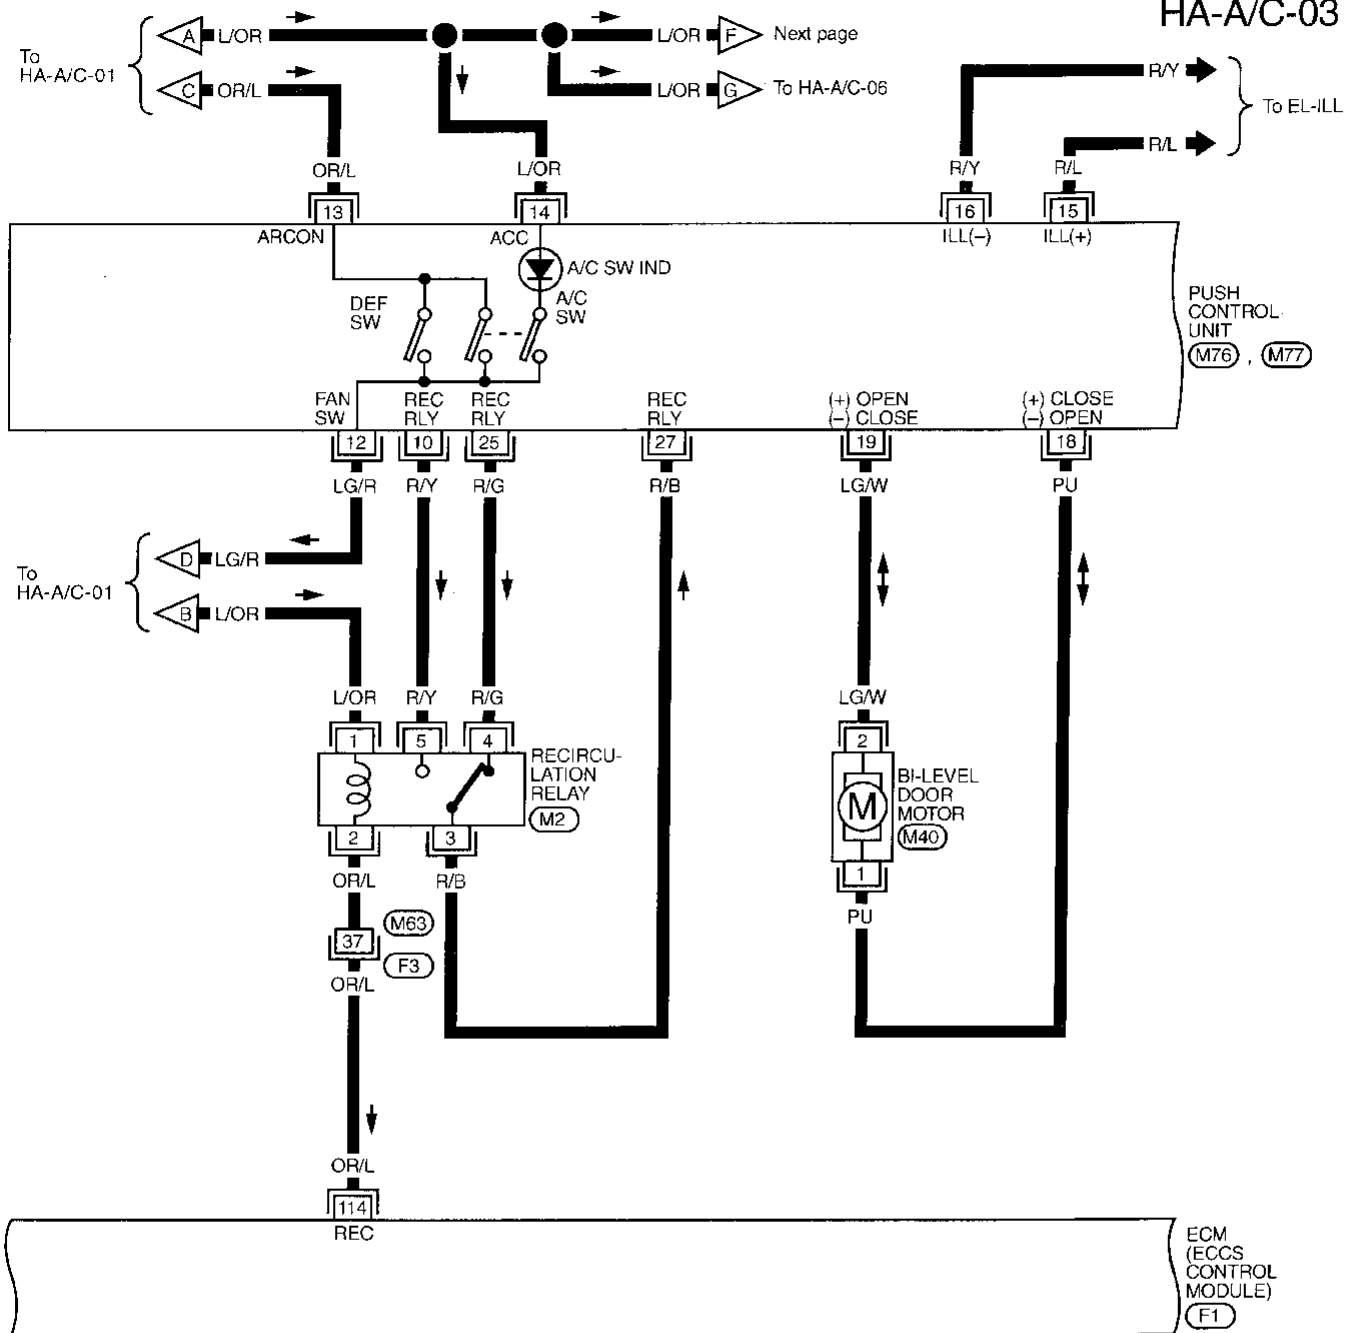 HA-A/C-03
To
HA-A/C-01
A L/OR
L/OR F Next page
C OR/L
L/OR G To HA-A/C-06
R/Y
To EL-ILL
R/L
OR/L
L/OR
R/Y
R/L
13
14
16
15
ARCON
ACC
ILL(–)
ILL(+)
A/C SW IND
DEF
SW
A/C
SW
PUSH
CONTROL
UNIT
M76 , M77
FAN
SW
REC
RLY
REC
RLY
REC
RLY
(+) OPEN
(–) CLOSE
(+) CLOSE
(–) OPEN
12
10
25
27
19
18
LG/R
R/Y
R/G
R/B
LG/W
PU
To
HA-A/C-01
D LG/R
B L/OR
L/OR
R/Y
R/G
LG/W
1
5
4
2
RECIRCU-
LATION
RELAY
M2
BI-LEVEL
DOOR
MOTOR
M40
M
2
3
1
OR/L
R/B
PU
37
M63
F3
OR/L
OR/L
114
REC
ECM
(ECCS
CONTROL
MODULE)
F1